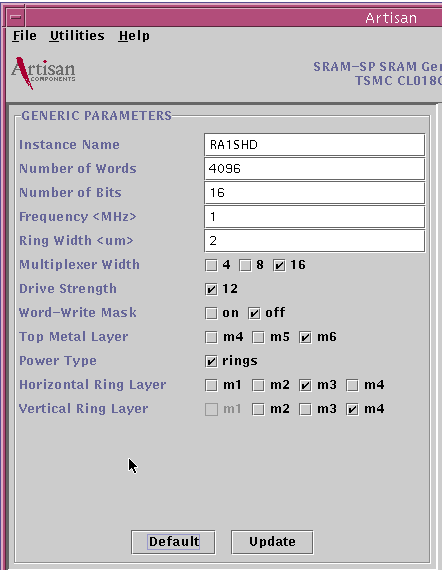 Artisan
File Utilities Help
Artisan
COMPONENTS
SRAM-SP SRAM Ge
TSMC CL018
GENERIC PARAMETERS
Instance Name RA1SHD
Number of Words 4096
Number of Bits 16
Frequency <MHz> 1
Ring Width <um> 2
Multiplexer Width 4 8 16
Drive Strength 12
Word-Write Mask on off
Top Metal Layer m4 m5 m6
Power Type rings
Horizontal Ring Layer m1 m2 m3 m4
Vertical Ring Layer m1 m2 m3 m4
Default Update